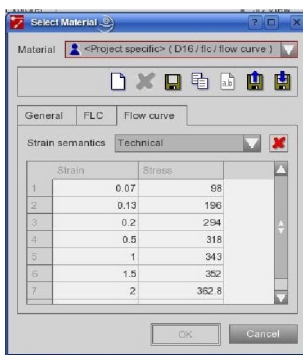 Select Material
Material <Project specific> ( D16 / flc / flow curve )
a.b
General FLC Flow curve
Strain semantics Technical
Strain Stress
1 0.07 98
2 0.13 196
3 0.2 294
4 0.5 318
5 1 343
6 1.5 352
7 2 362.8
OK Cancel